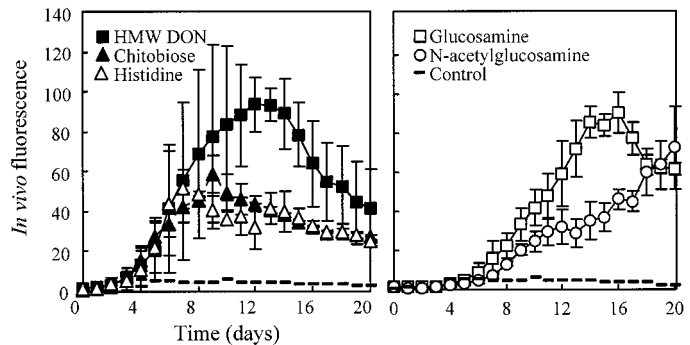 140
120
100
80
60
40
20
0
In vivo fluorescence
HMW DON
Chitobiose
Histidine
0 4 8 12 16 20
Time (days)
Glucosamine
N-acetylglucosamine
Control
0 4 8 12 16 20